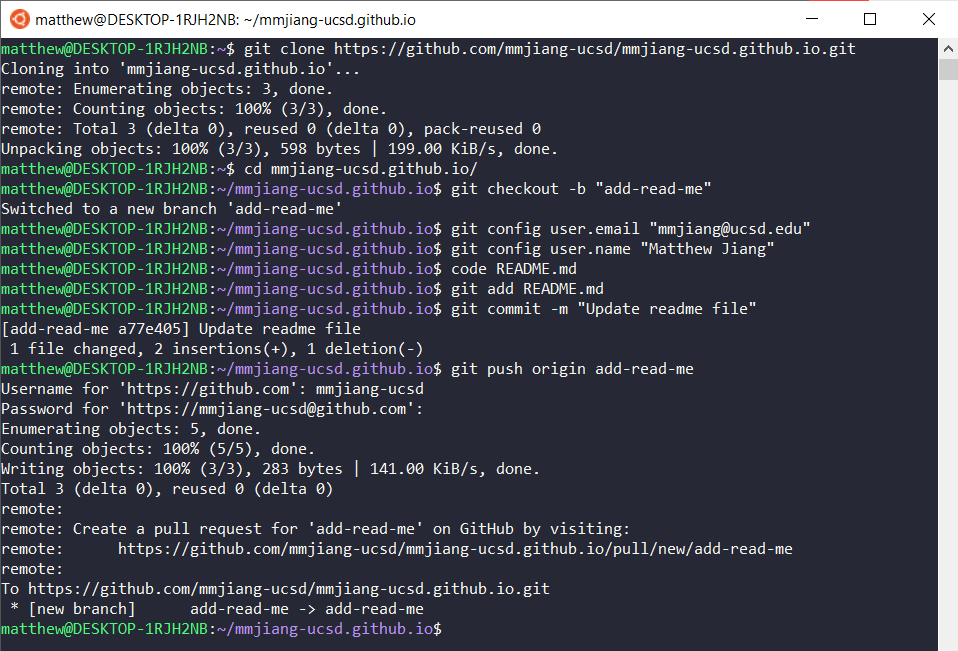 matthew@DESKTOP-1RJH2NB: ~/mmjiang-ucsd.github.io
matthew@DESKTOP-1RJH2NB:~$ git clone https://github.com/mmjiang-ucsd/mmjiang-ucsd.github.io.git
Cloning into 'mmjiang-ucsd.github.io'...
remote: Enumerating objects: 3, done.
remote: Counting objects: 100% (3/3), done.
remote: Total 3 (delta 0), reused 0 (delta 0), pack-reused 0
Unpacking objects: 100% (3/3), 598 bytes | 199.00 KiB/s, done.
matthew@DESKTOP-1RJH2NB:~$ cd mmjiang-ucsd.github.io/
matthew@DESKTOP-1RJH2NB:~/mmjiang-ucsd.github.io$ git checkout -b "add-read-me"
Switched to a new branch 'add-read-me'
matthew@DESKTOP-1RJH2NB:~/mmjiang-ucsd.github.io$ git config user.email "mmjiang@ucsd.edu"
matthew@DESKTOP-1RJH2NB:~/mmjiang-ucsd.github.io$ git config user.name "Matthew Jiang"
matthew@DESKTOP-1RJH2NB:~/mmjiang-ucsd.github.io$ code README.md
matthew@DESKTOP-1RJH2NB:~/mmjiang-ucsd.github.io$ git add README.md
matthew@DESKTOP-1RJH2NB:~/mmjiang-ucsd.github.io$ git commit -m "Update readme file"
[add-read-me a77e405] Update readme file
 1 file changed, 2 insertions(+), 1 deletion(-)
matthew@DESKTOP-1RJH2NB:~/mmjiang-ucsd.github.io$ git push origin add-read-me
Username for 'https://github.com': mmjiang-ucsd
Password for 'https://mmjiang-ucsd@github.com':
Enumerating objects: 5, done.
Counting objects: 100% (5/5), done.
Writing objects: 100% (3/3), 283 bytes | 141.00 KiB/s, done.
Total 3 (delta 0), reused 0 (delta 0)
remote:
remote: Create a pull request for 'add-read-me' on GitHub by visiting:
remote:      https://github.com/mmjiang-ucsd/mmjiang-ucsd.github.io/pull/new/add-read-me
remote:
To https://github.com/mmjiang-ucsd/mmjiang-ucsd.github.io.git
 * [new branch]      add-read-me -> add-read-me
matthew@DESKTOP-1RJH2NB:~/mmjiang-ucsd.github.io$